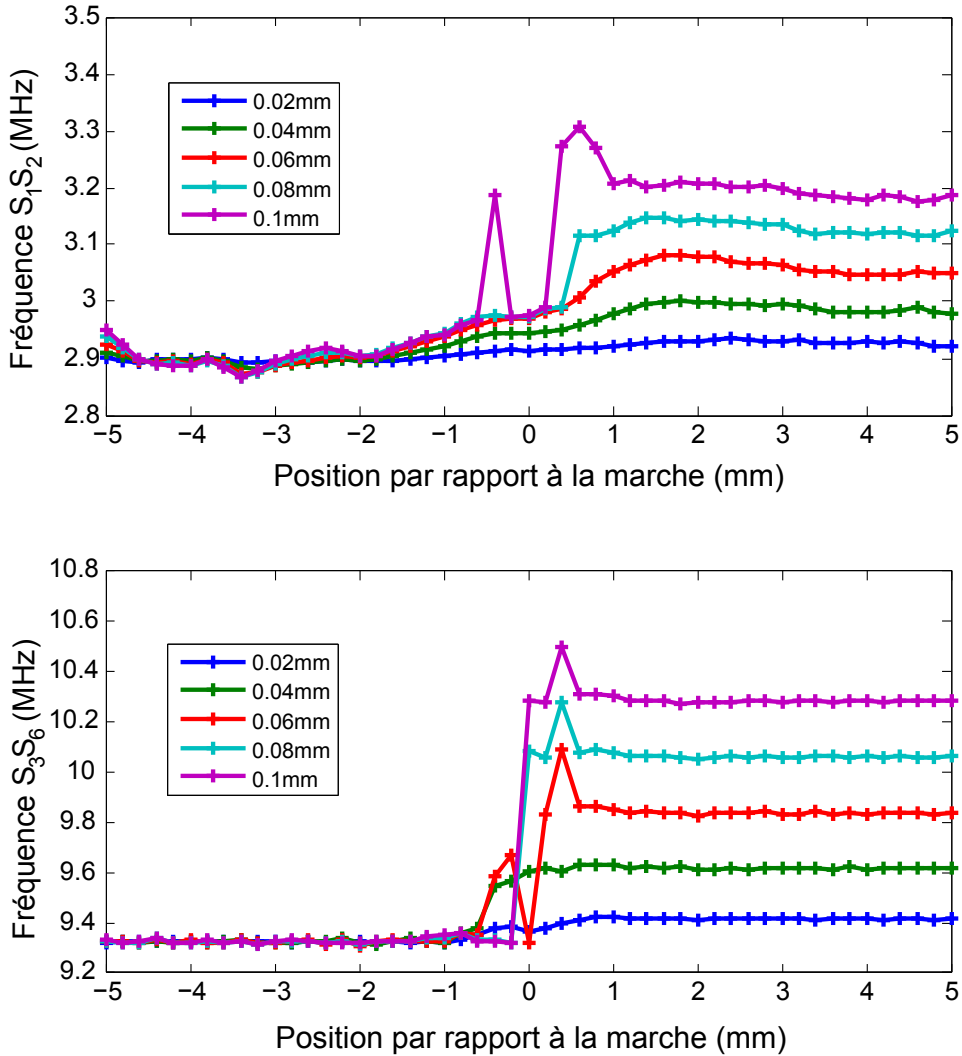 3.5
3.4
3.3
3.2
3.1
3
2.9
2.8
Fréquence S1S2 (MHz)
0.02mm
0.04mm
0.06mm
0.08mm
0.1mm
−5 −4 −3 −2 −1 0 1 2 3 4 5
Position par rapport à la marche (mm)
10.8
10.6
10.4
10.2
10
9.8
9.6
9.4
9.2
Fréquence S3S6 (MHz)
0.02mm
0.04mm
0.06mm
0.08mm
0.1mm
−5 −4 −3 −2 −1 0 1 2 3 4 5
Position par rapport à la marche (mm)